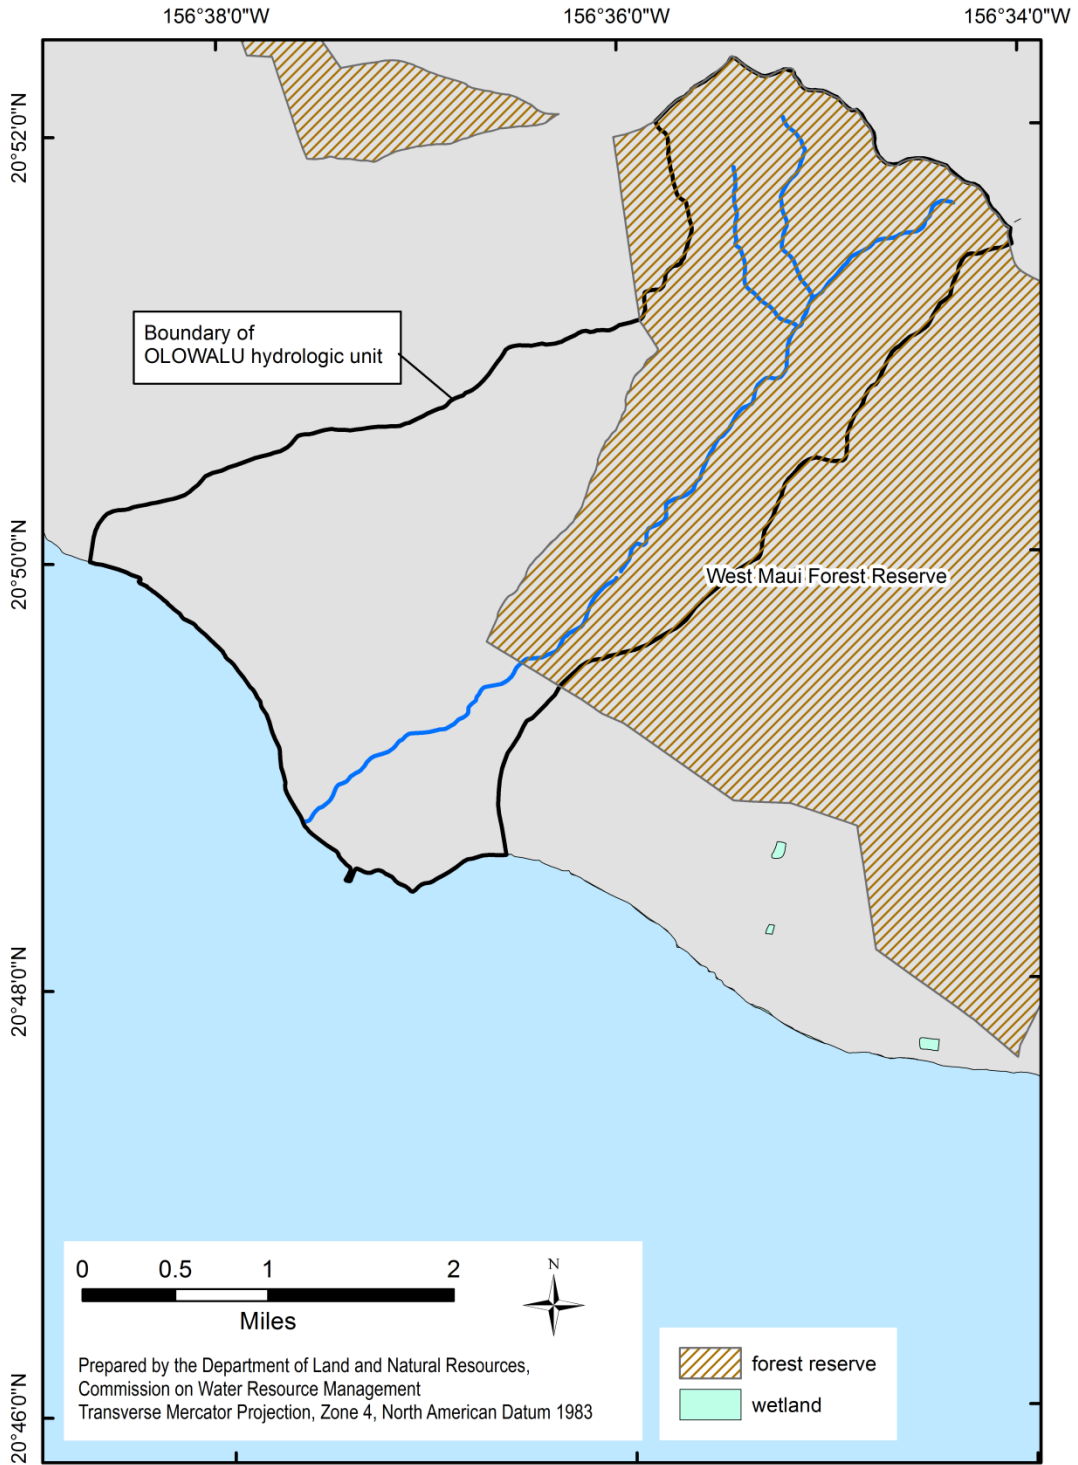 156°38'0"W 156°36'0"W 156°34'0"W
20°52'0"N
Boundary of
OLOWALU hydrologic unit
20°50'0"N
West Maui Forest Reserve
20°48'0"N
0 0.5 1 2
Miles
N
Prepared by the Department of Land and Natural Resources,
Commission on Water Resource Management
Transverse Mercator Projection, Zone 4, North American Datum 1983
forest reserve
wetland
20°46'0"N